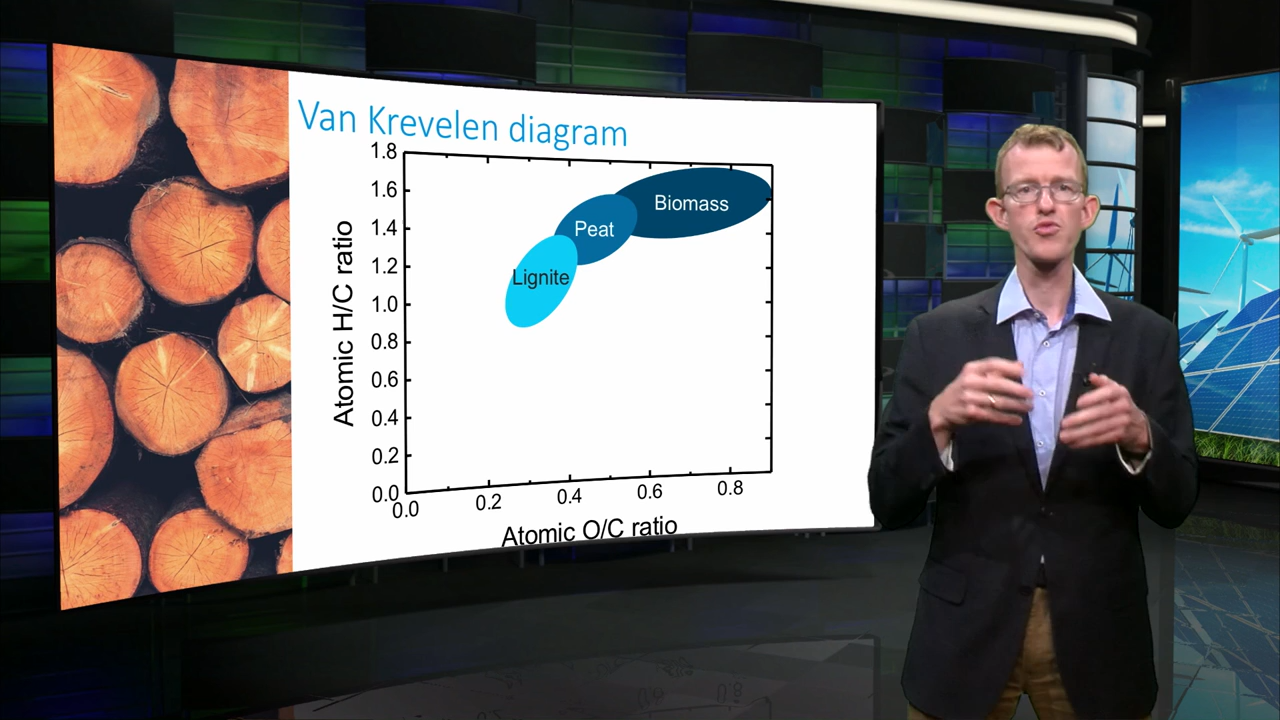 Van Krevelen diagram
1.8
1.6
1.4
1.2
1.0
0.8
0.6
0.4
0.2
0.0
Atomic H/C ratio
Biomass
Peat
Lignite
0.0
0.2
0.4
0.6
0.8
Atomic O/C ratio